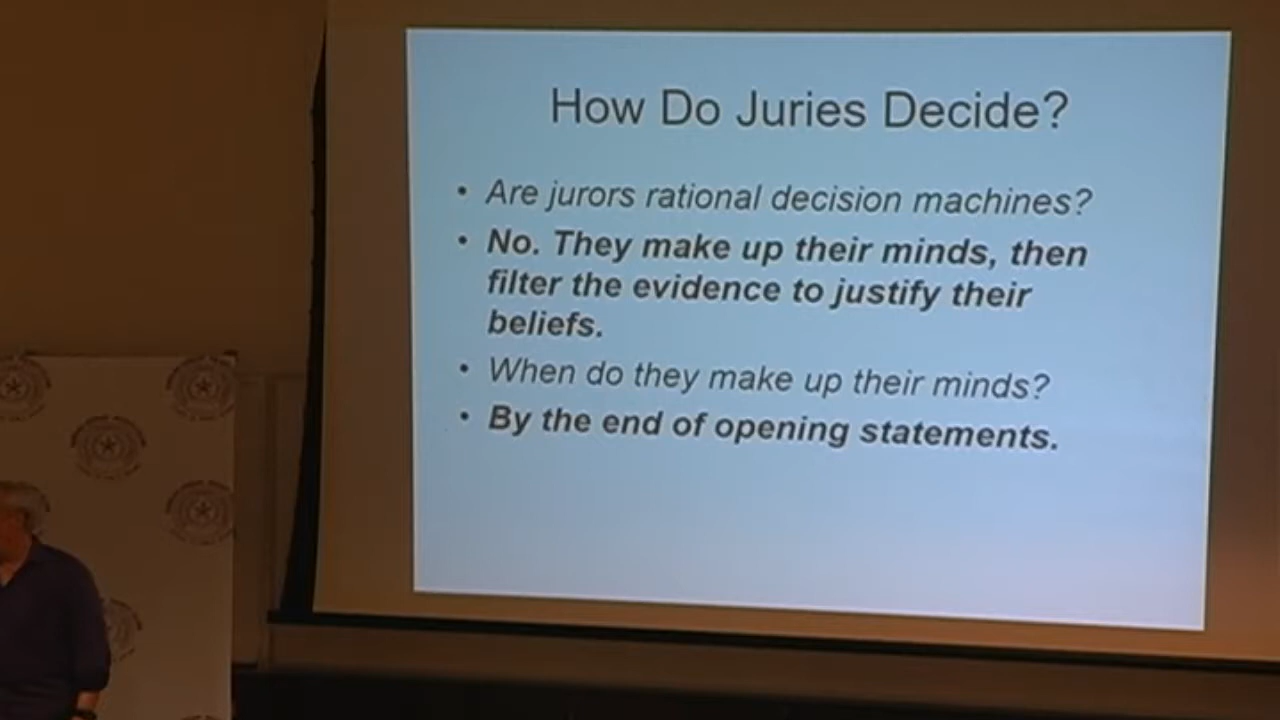 How Do Juries Decide?
• Are jurors rational decision machines?
• No. They make up their minds, then
filter the evidence to justify their
beliefs.
• When do they make up their minds?
• By the end of opening statements.